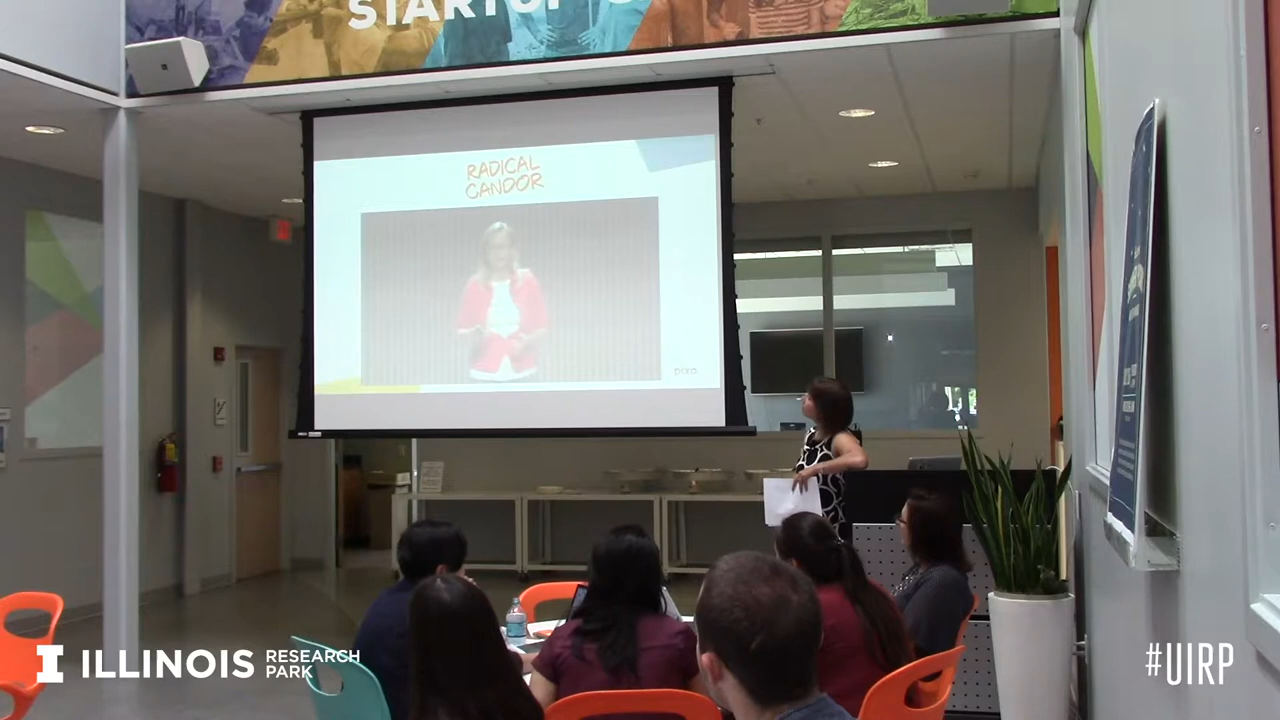 STARTUP
RADICAL
CANDOR
I ILLINOIS RESEARCH
PARK
#UIRP